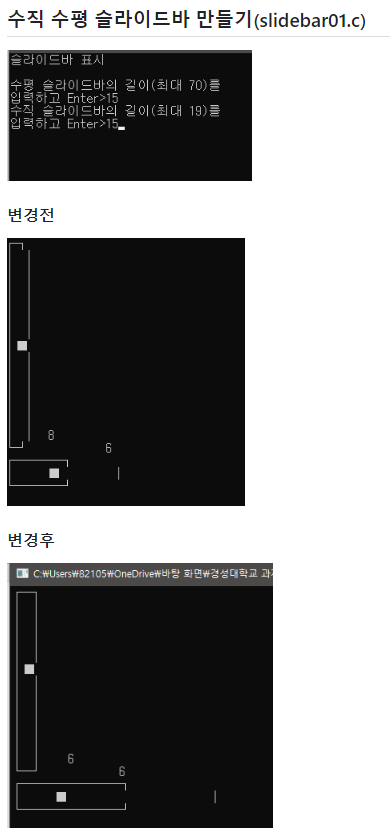 수직 수평 슬라이드바 만들기(slidebar01.c)
슬라이드바 표시
수평 슬라이드바의 길이(최대 70)를
입력하고 Enter>15
수직 슬라이드바의 길이(최대 19)를
입력하고 Enter>15
변경전
8
6
변경후
C:₩Users₩82105₩OneDrive₩바탕 화면₩경성대학교 과
6
6